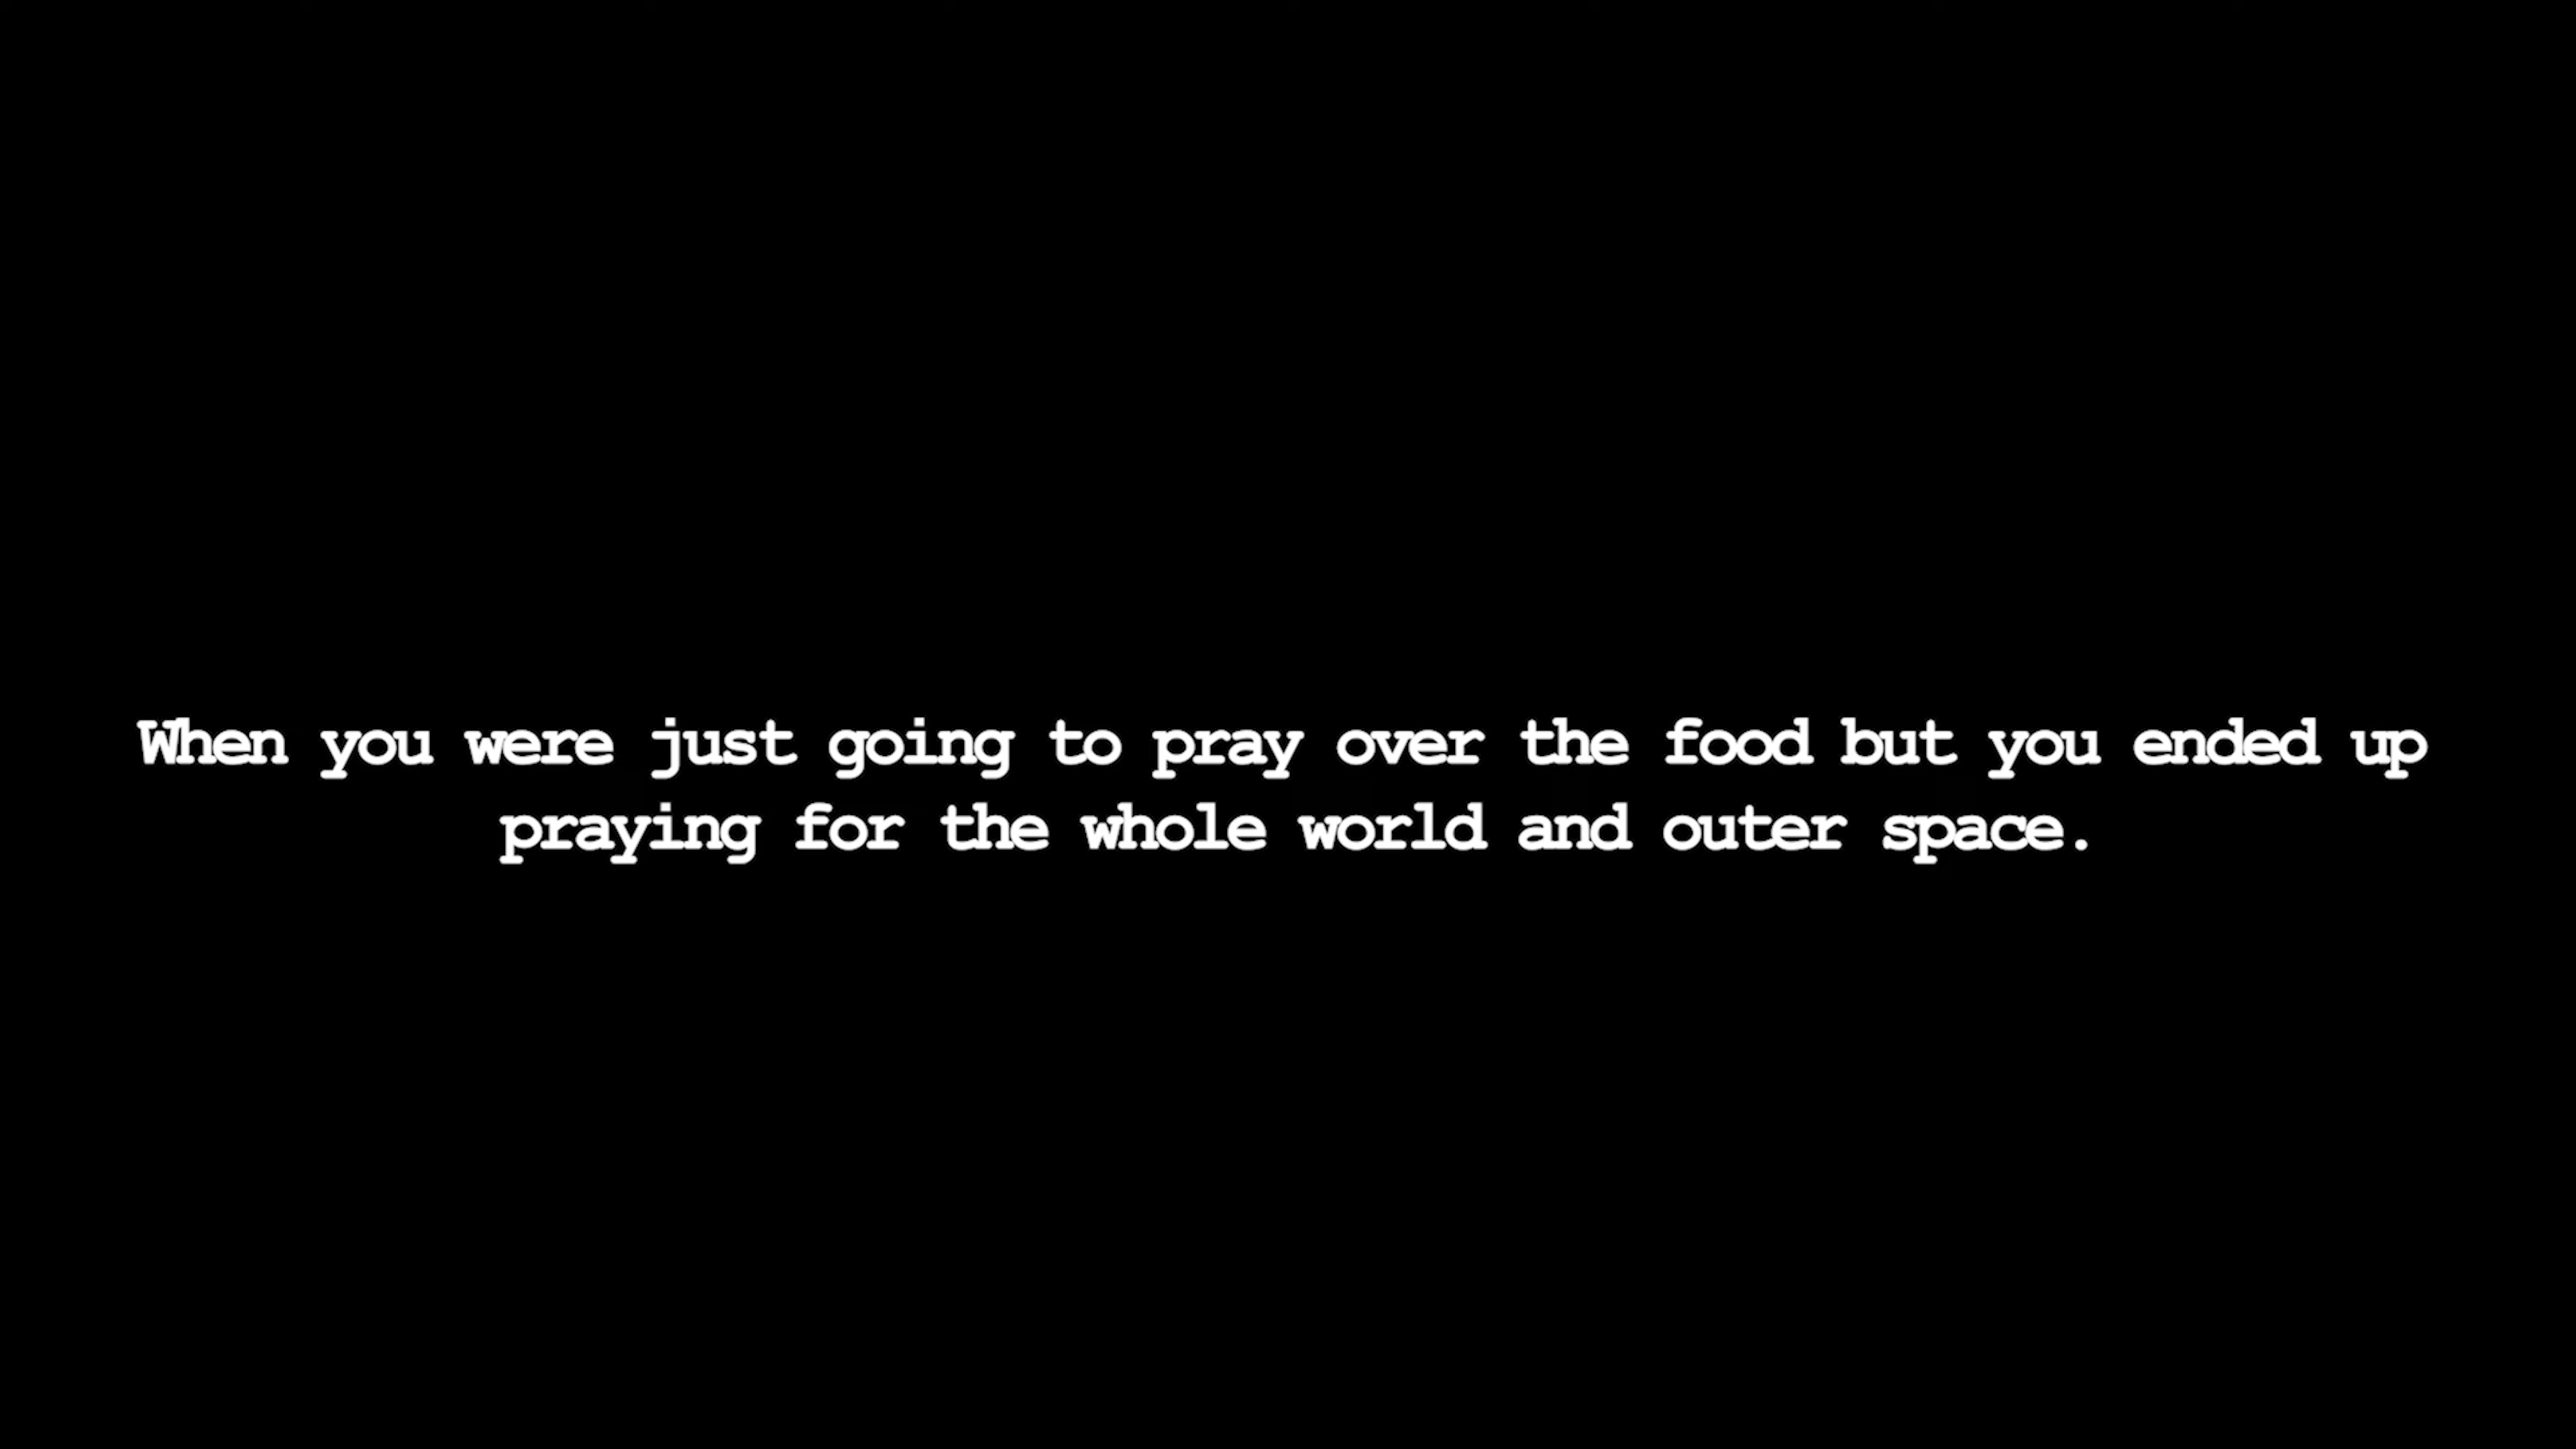 When you were just going to pray over the food but you ended up
praying for the whole world and outer space.